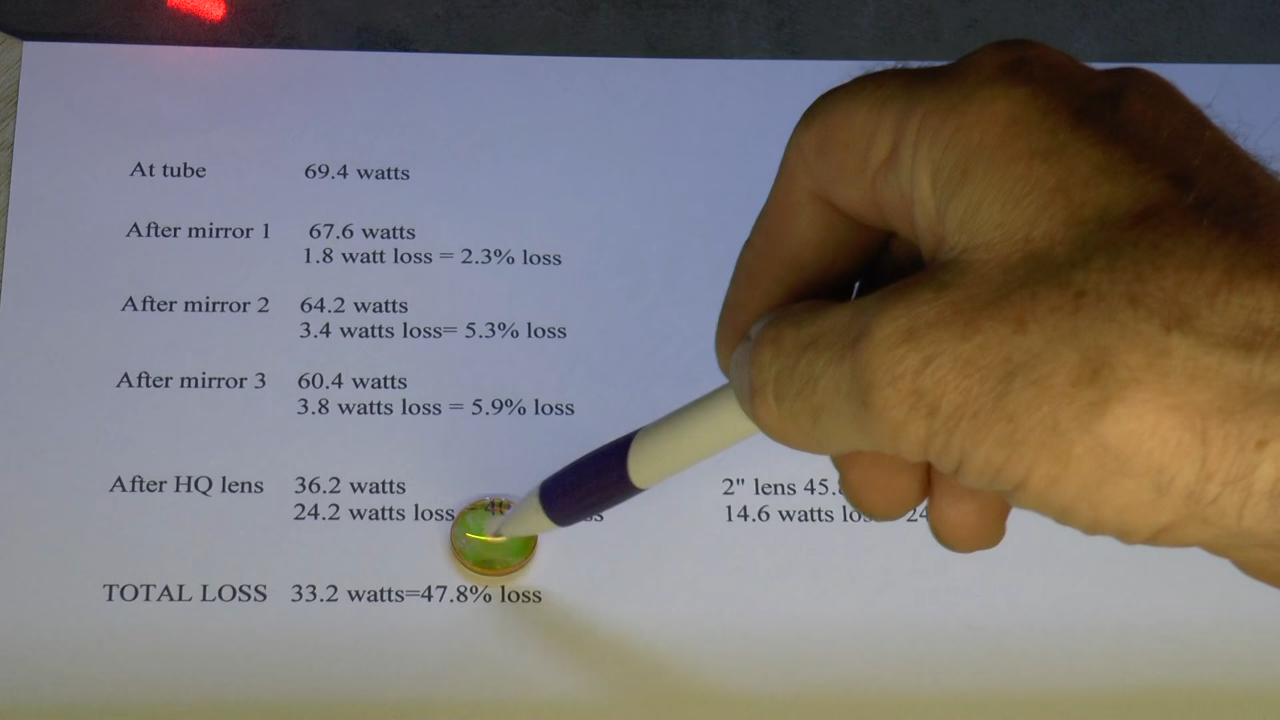 At tube 69.4 watts
After mirror 1 67.6 watts
1.8 watt loss = 2.3% loss
After mirror 2 64.2 watts
3.4 watts loss= 5.3% loss
After mirror 3 60.4 watts
3.8 watts loss = 5.9% loss
After HQ lens 36.2 watts 2" lens
24.2 watts loss 14.6 watts
TOTAL LOSS 33.2 watts=47.8% loss